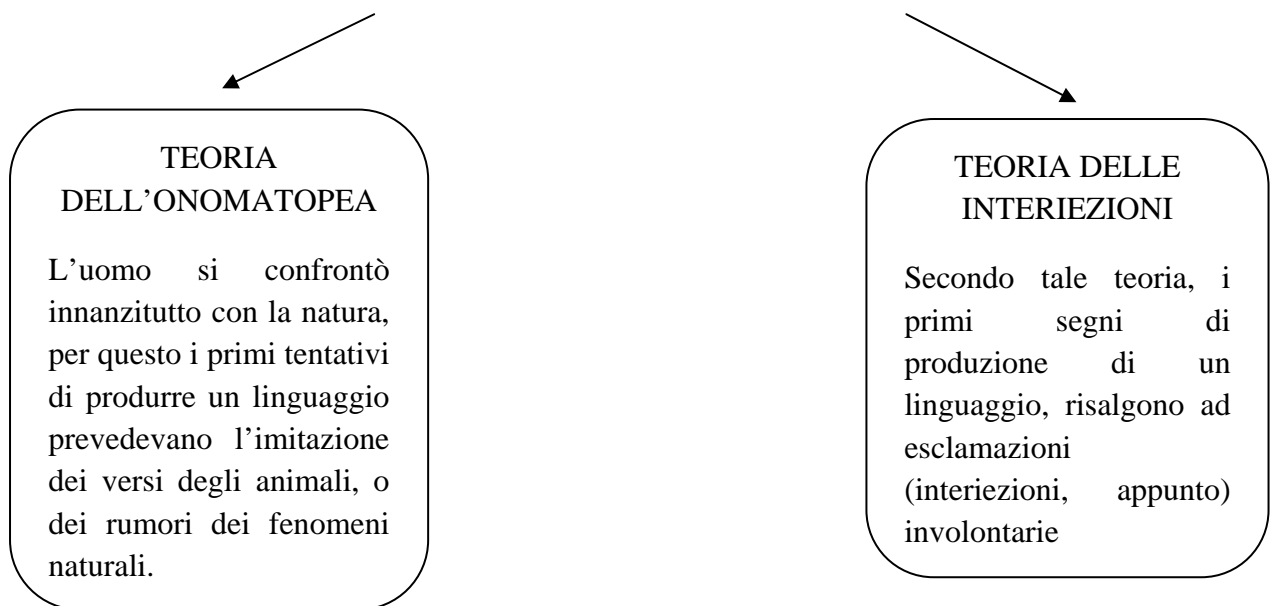 TEORIA
DELL’ONOMATOPEA
L’uomo si confrontò
innanzitutto con la natura,
per questo i primi tentativi
di produrre un linguaggio
prevedevano l’imitazione
dei versi degli animali, o
dei rumori dei fenomeni
naturali.
TEORIA DELLE
INTERIEZIONI
Secondo tale teoria, i
primi segni di
produzione di un
linguaggio, risalgono ad
esclamazioni
(interiezioni, appunto)
involontarie